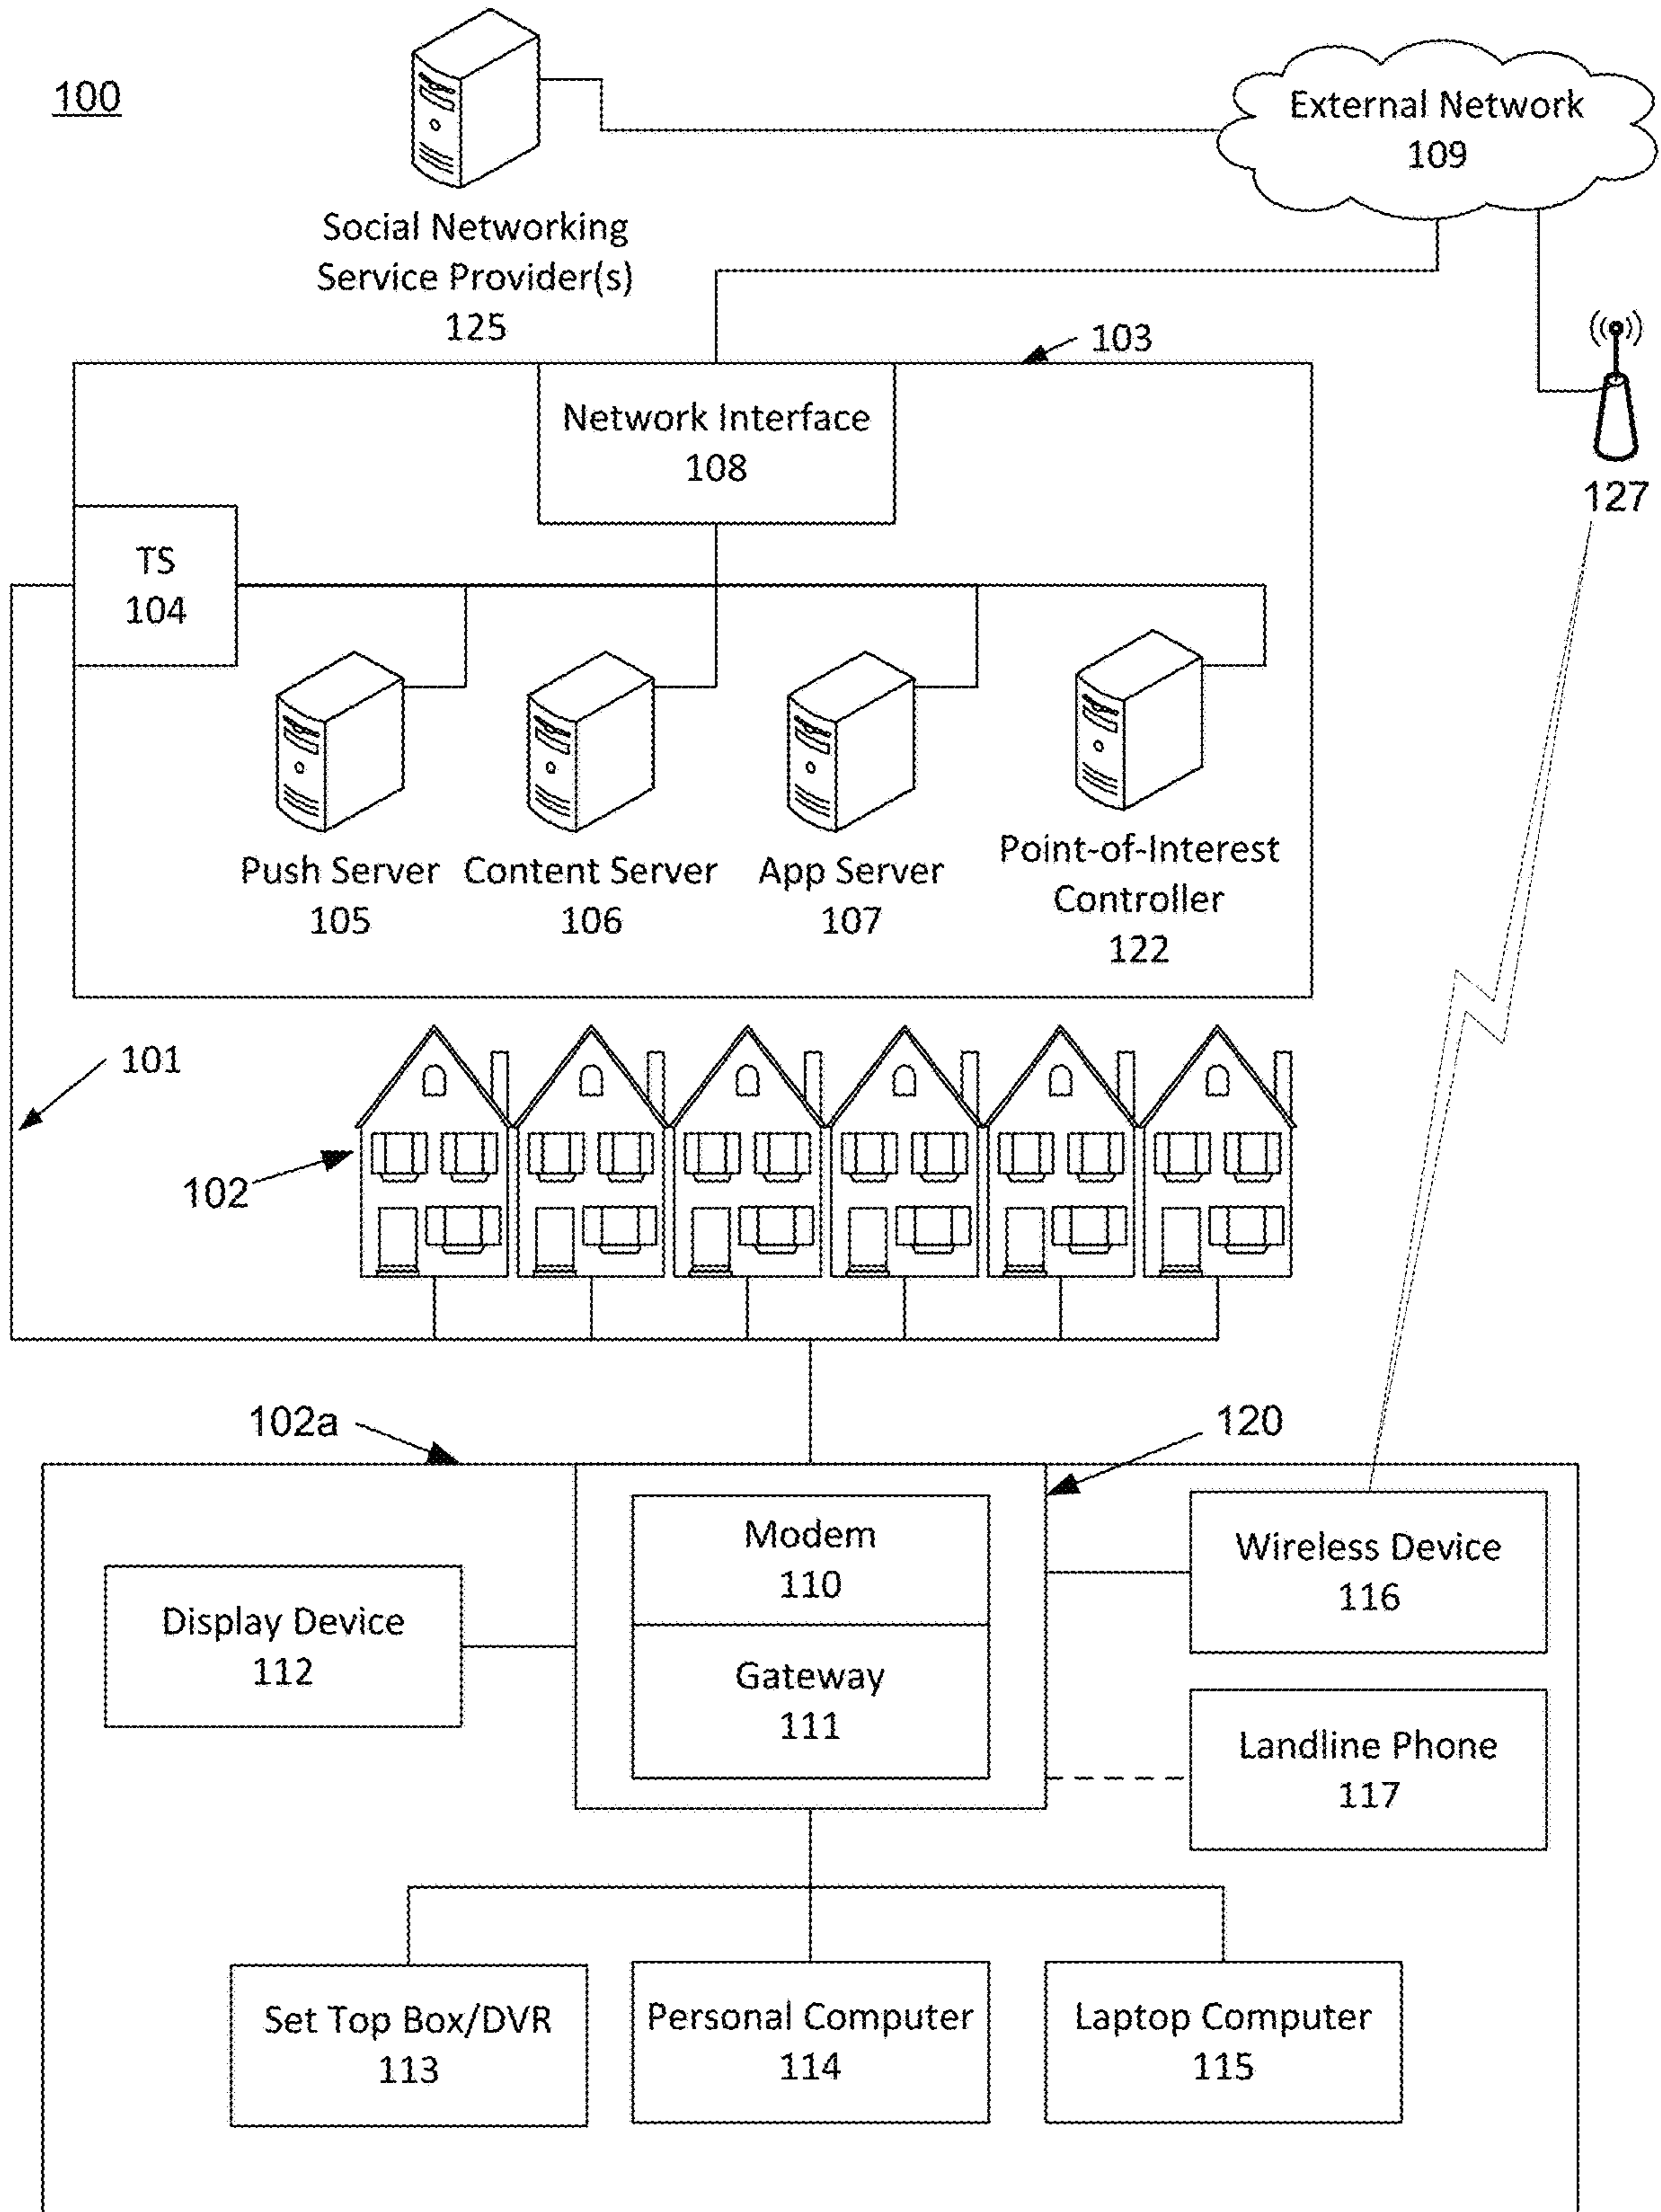 100
External Network
109
Social Networking
Service Provider(s)
125
103
Network Interface
108
127
TS
104
Push Server
105
Content Server
106
App Server
107
Point-of-Interest
Controller
122
101
102
102a
120
Modem
110
Wireless Device
116
Display Device
112
Gateway
111
Landline Phone
117
Set Top Box/DVR
113
Personal Computer
114
Laptop Computer
115